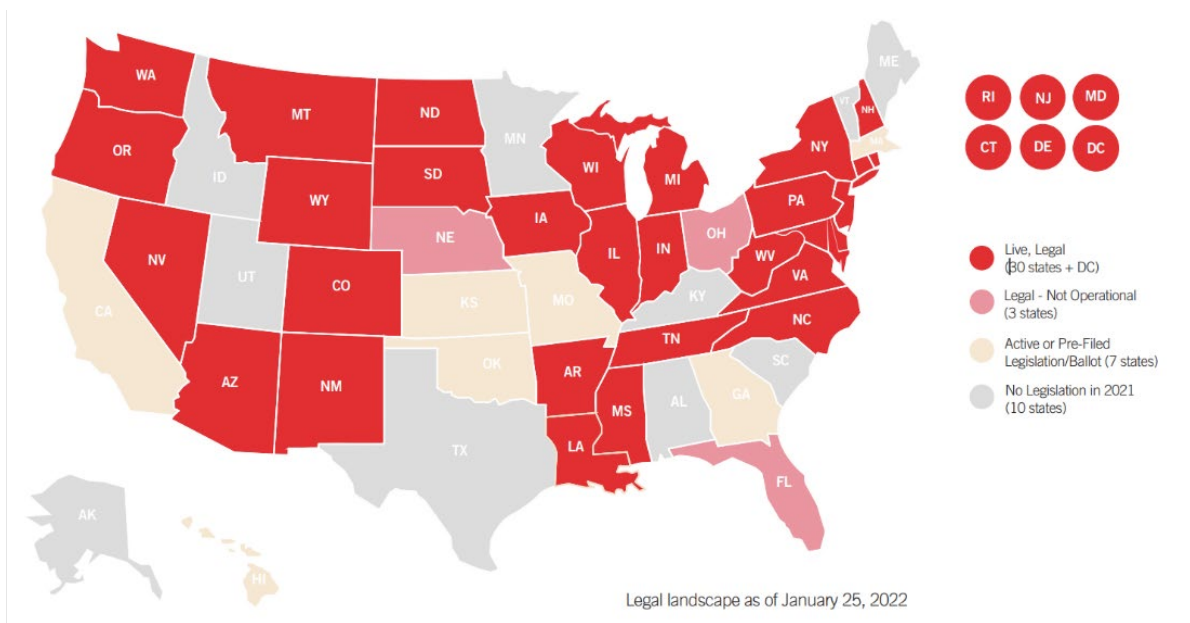 ME
WA
VT
NH
MT
ND
RI
NJ
MD
MN
OR
NY
MA
CT
DE
DC
WI
SD
MI
ID
WY
PA
IA
NE
OH
IL
IN
WV
Live, Legal
(30 states + DC)
NV
UT
CO
VA
CA
KS
MO
KY
Legal - Not Operational
(3 states)
NC
TN
Active or Pre-Filed
Legislation/Ballot (7 states)
OK
AR
SC
AZ
NM
No Legislation in 2021
(10 states)
MS
AL
GA
LA
TX
FL
AK
HI
Legal landscape as of January 25, 2022